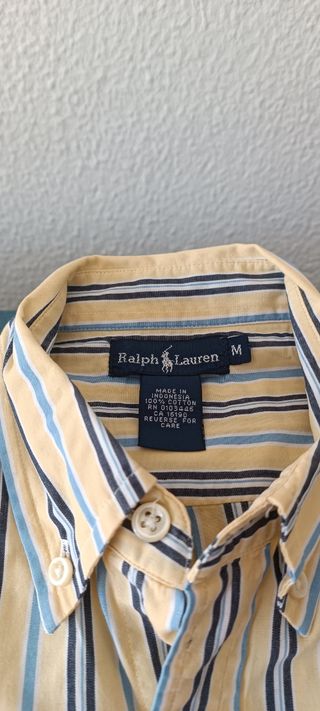 Ralph Lauren
M
MADE IN
INDONESIA
100% COTTON
RN 0103446
CA 16190
REVERSE FOR
CARE